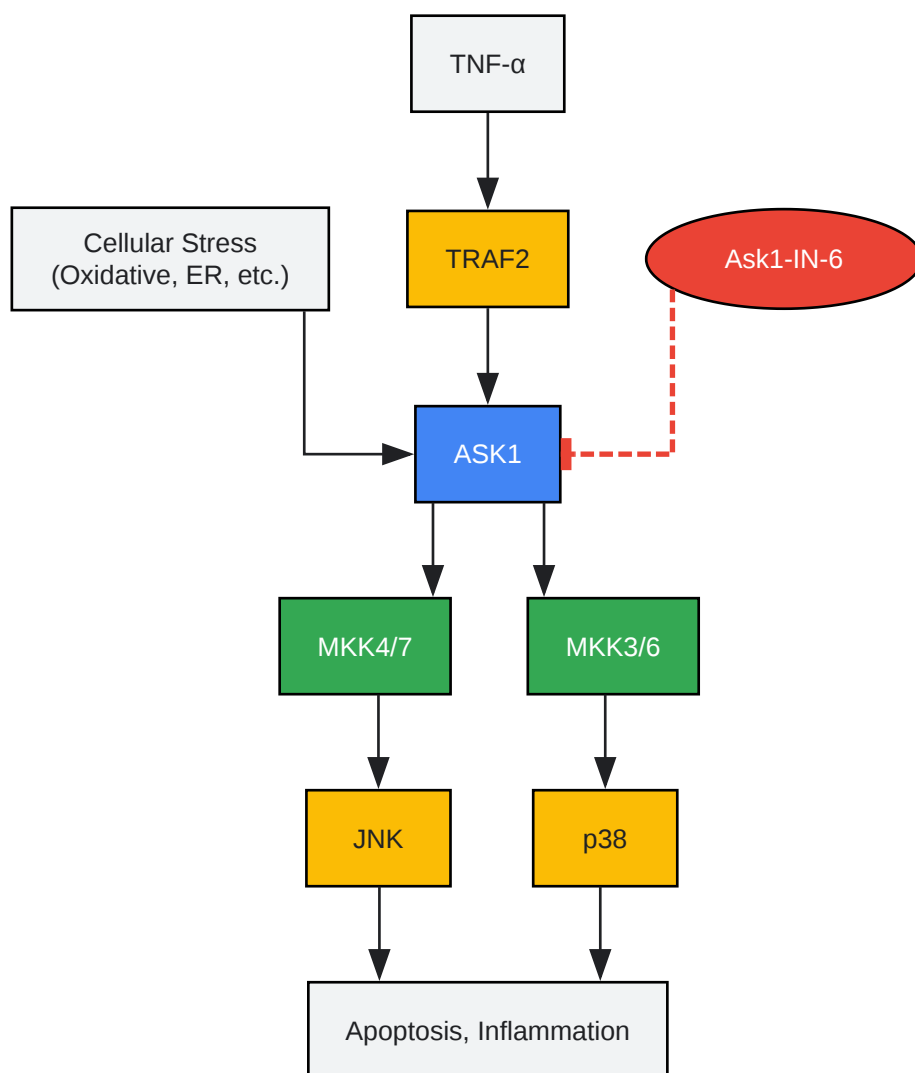 TNF-α
Cellular Stress
(Oxidative, ER, etc.)
TRAF2
Ask1-IN-6
ASK1
MKK4/7
MKK3/6
JNK
p38
Apoptosis, Inflammation